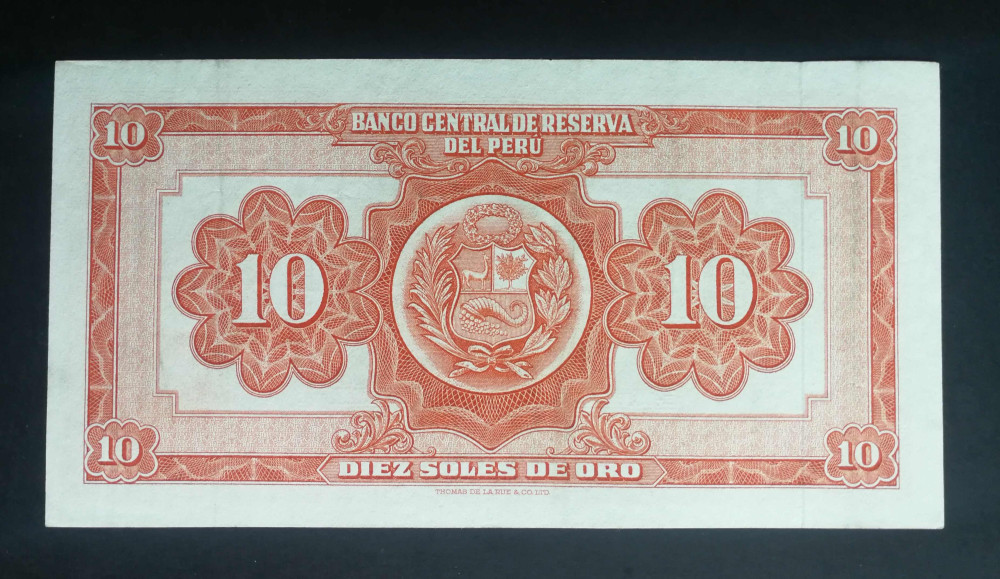 BANCO CENTRAL DE RESERVA
DEL PERÚ
10
10
10
10
10
10
DIEZ SOLES DE ORO
THOMAS DE LA RUE & CO. LTD